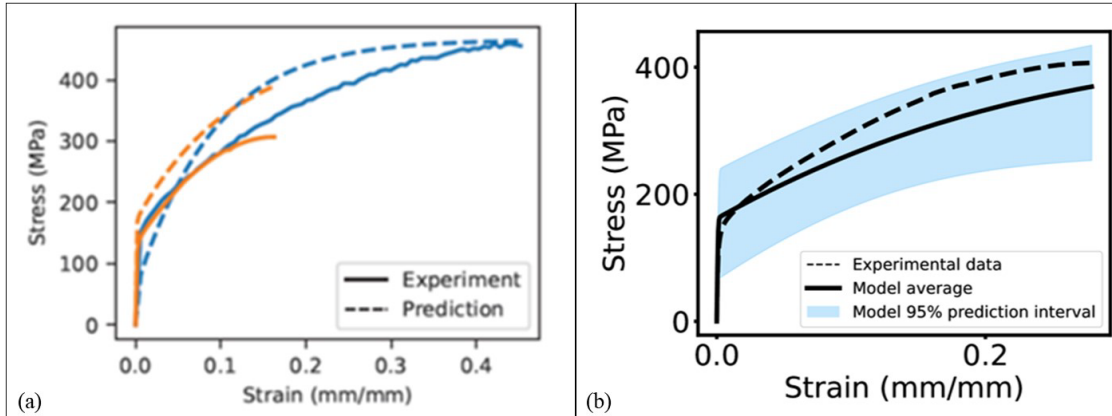 400
300
200
100
0
Stress (MPa)
Experiment
Prediction
0.0 0.1 0.2 0.3 0.4
Strain (mm/mm)
(a)
400
200
0
Stress (MPa)
Experimental data
Model average
Model 95% prediction interval
0.0 0.2
Strain (mm/mm)
(b)